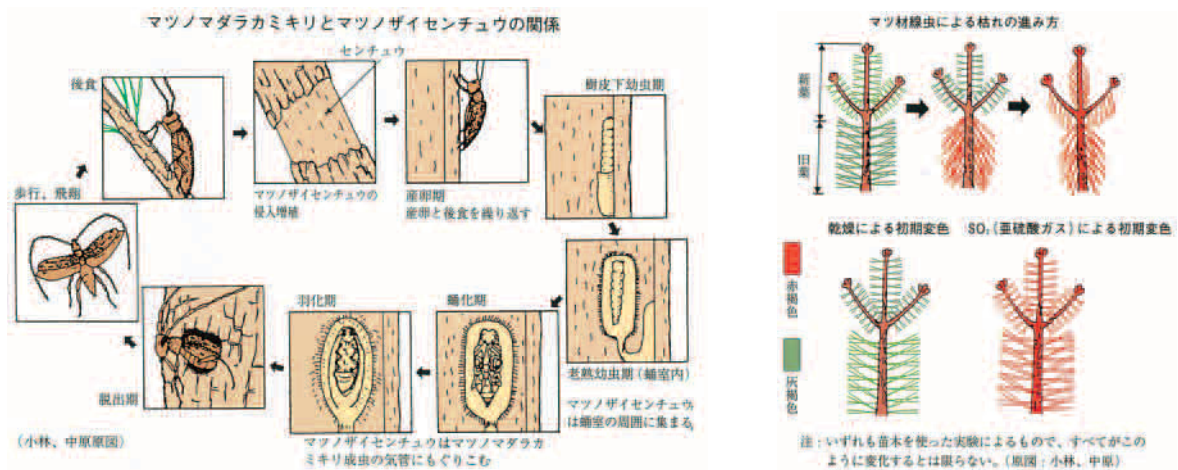 マツノマダラカミキリとマツノザイセンチュウの関係
センチュウ
後食
マツノザイセンチュウの
侵入増殖
産卵期
産卵と後食を繰り返す
樹皮下幼虫期
老熟幼虫期（蛹室内）
マツノザイセンチュウ
は蛹室の周囲に集まる。
蛹化期
羽化期
マツノザイセンチュウはマツノマダラカ
ミキリ成虫の気管にもぐりこむ
脱出期
歩行、飛翔
（小林、中原原図）
マツ材線虫による枯れの進み方
新葉
旧葉
乾燥による初期変色
SO₂（亜硫酸ガス）による初期変色
赤褐色
灰褐色
注：いずれも苗木を使った実験によるもので、すべてがこの
ように変化するとは限らない。（原図：小林、中原）